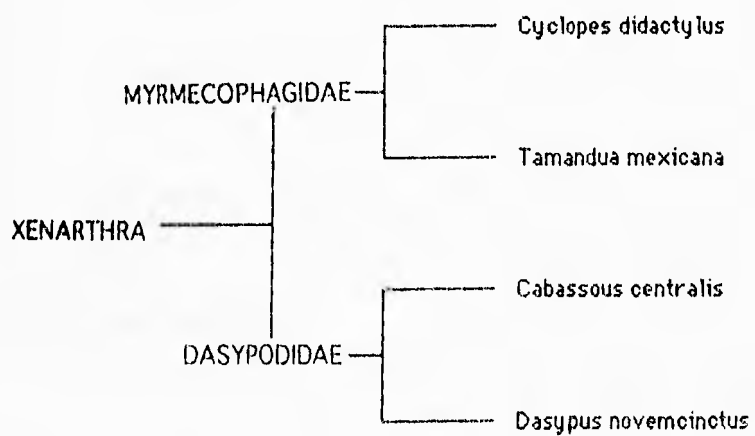 Cyclopes didactylus
MYRMECOPHAGIDAE
Tamandua mexicana
XENARTHRA
Cabassous centralis
DASYPODIDAE
Dasypus novemcinctus